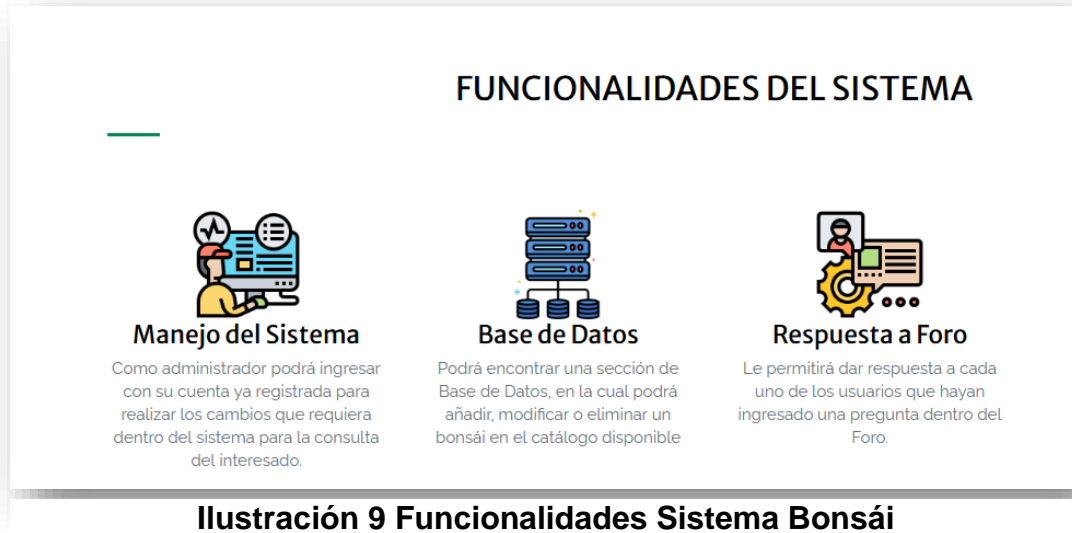 FUNCIONALIDADES DEL SISTEMA
Manejo del Sistema
Como administrador podrá ingresar
con su cuenta ya registrada para
realizar los cambios que requiera
dentro del sistema para la consulta
del interesado.
Base de Datos
Podrá encontrar una sección de
Base de Datos, en la cual podrá
añadir, modificar o eliminar un
bonsái en el catálogo disponible
Respuesta a Foro
Le permitirá dar respuesta a cada
uno de los usuarios que hayan
ingresado una pregunta dentro del
Foro.
Ilustración 9 Funcionalidades Sistema Bonsái